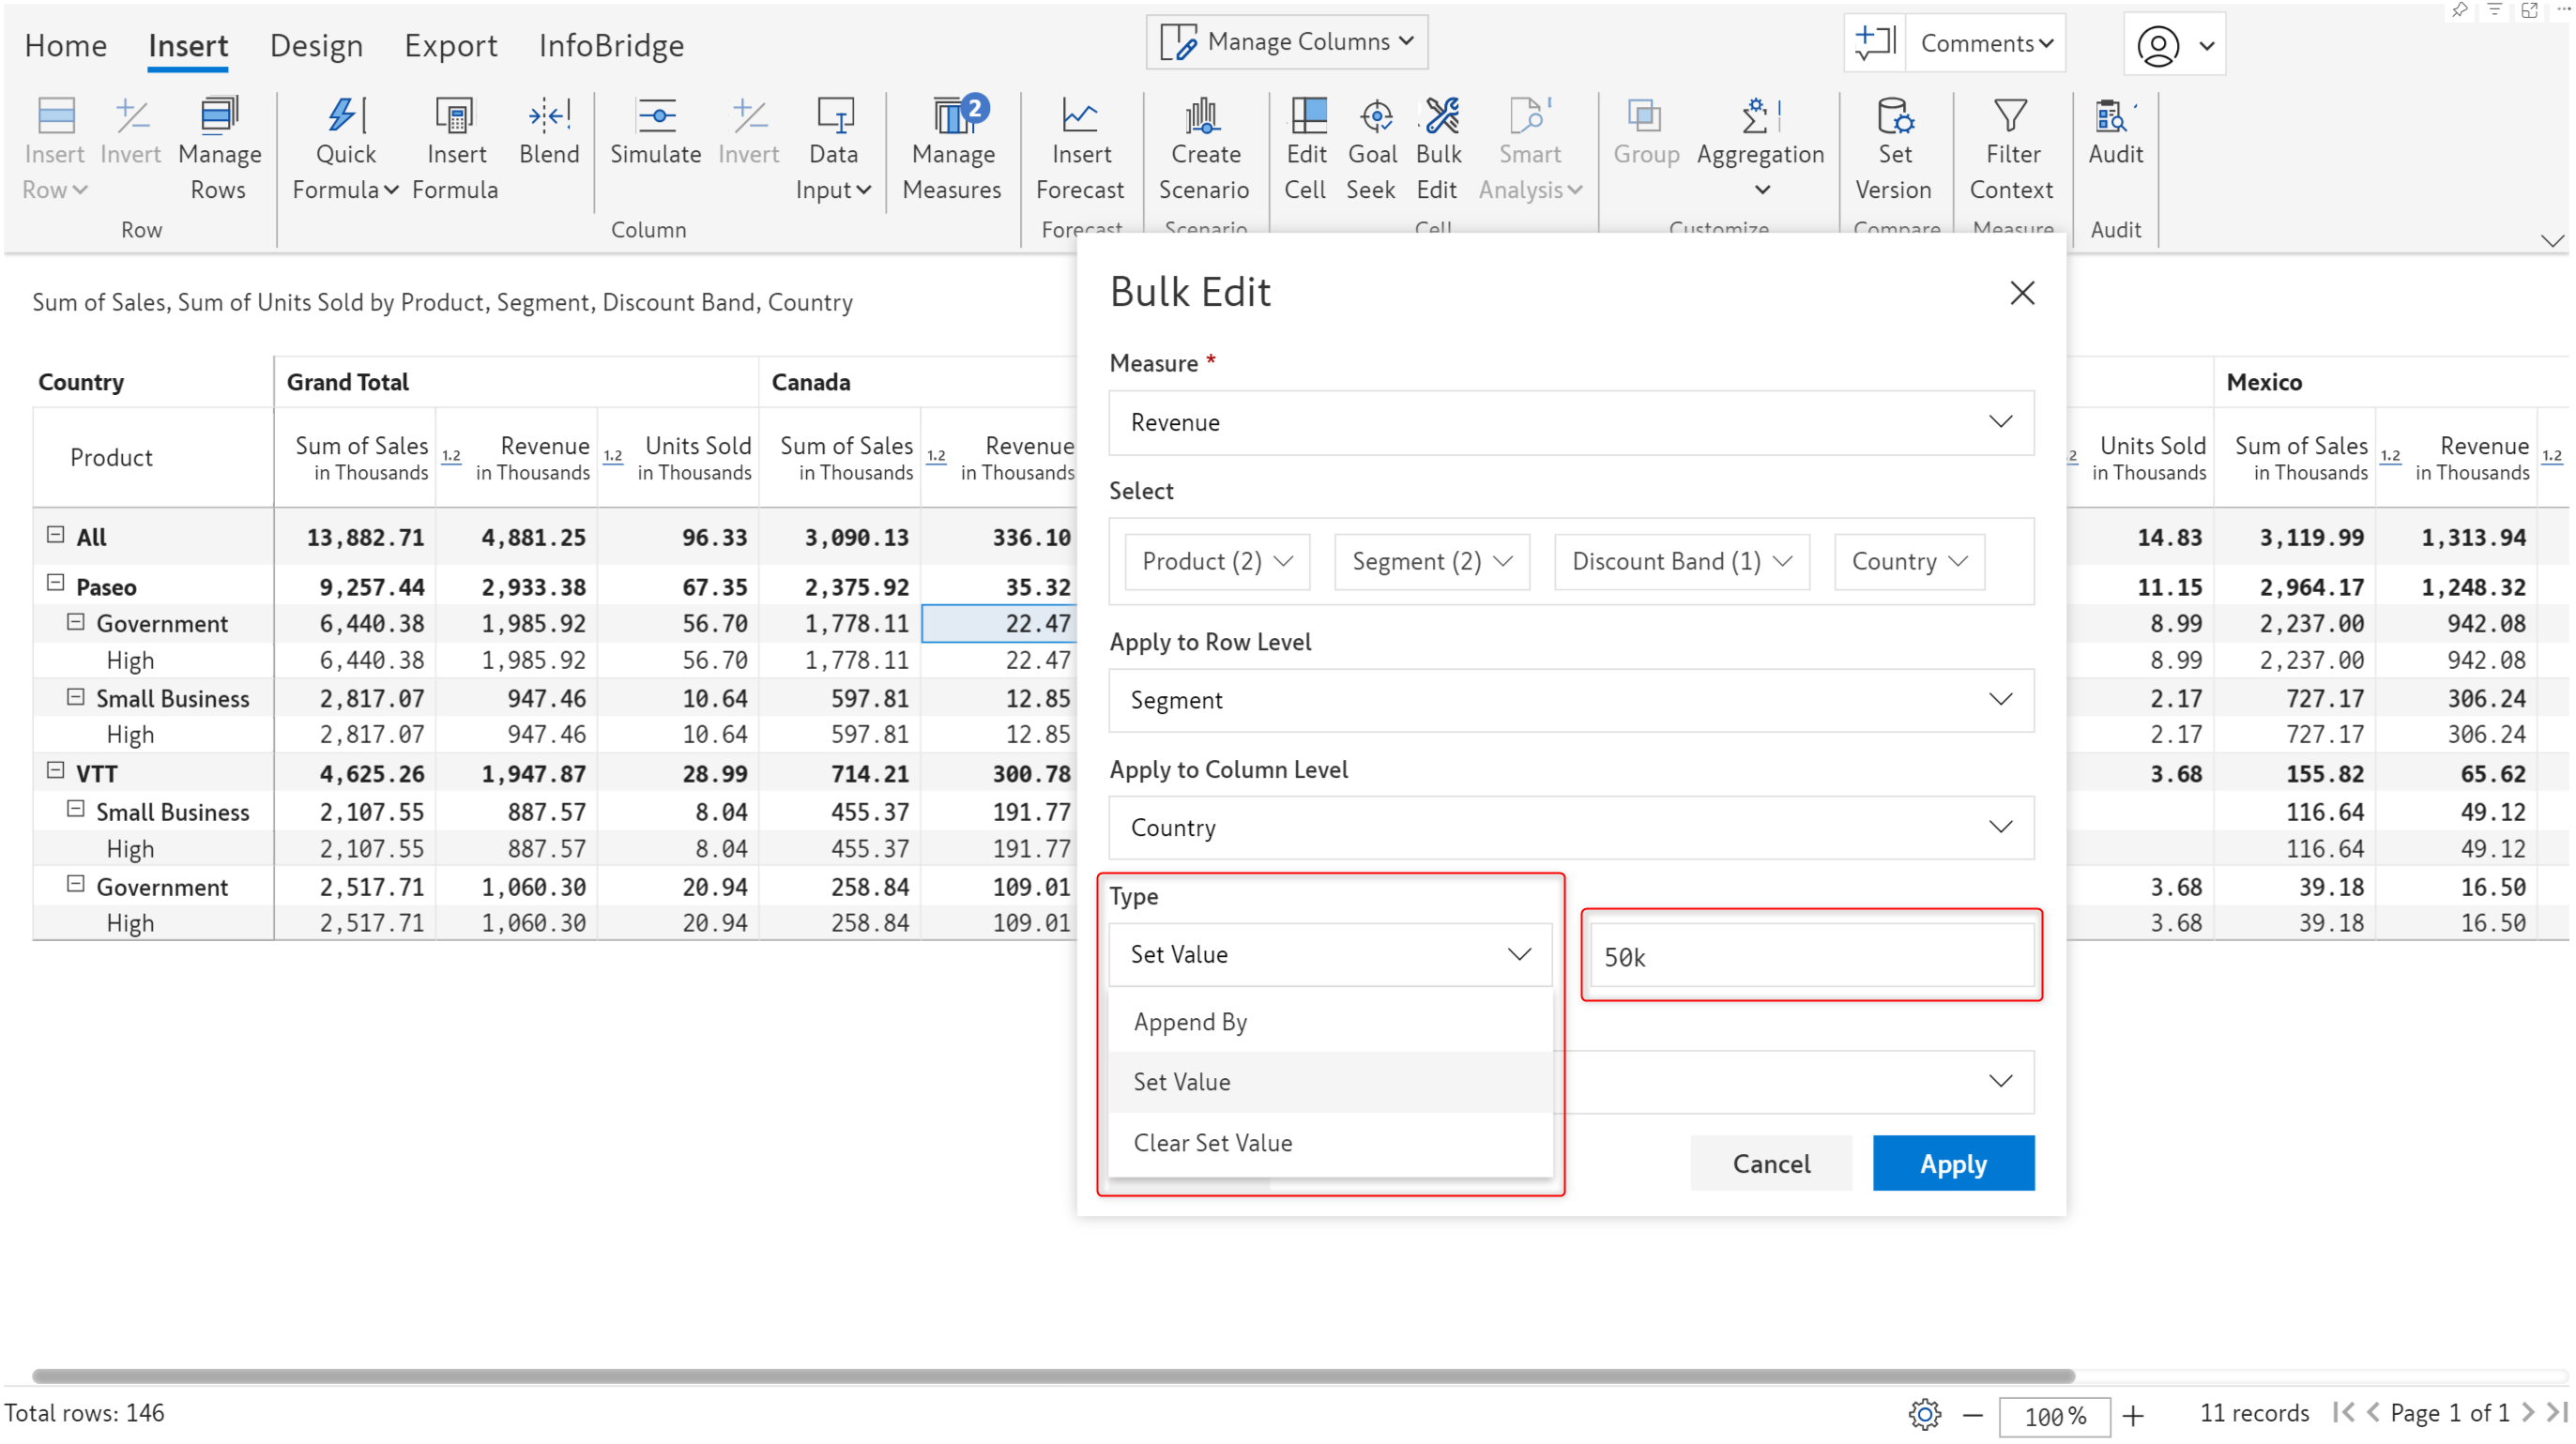 Home Insert Design Export InfoBridge
Manage Columns
Comments
Insert Row
Invert
Manage Rows
Row
Quick Formula
Insert Formula
Blend
Simulate
Invert
Data Input
Column
2
Manage Measures
Insert Forecast
Forecast
Create Scenario
Scenario
Edit Cell
Goal Seek
Bulk Edit
Smart Analysis
Cell
Group
Aggregation
Customize
Set Version
Compare
Filter Context
Measure
Audit
Audit
Sum of Sales, Sum of Units Sold by Product, Segment, Discount Band, Country
Country Grand Total Canada Mexico
Product
Sum of Sales in Thousands
1.2 Revenue in Thousands
1.2 Units Sold in Thousands
Sum of Sales in Thousands
1.2 Revenue in Thousands
2 Units Sold in Thousands
Sum of Sales in Thousands
1.2 Revenue in Thousands
1.2
All 13,882.71 4,881.25 96.33 3,090.13 336.10 14.83 3,119.99 1,313.94
Paseo 9,257.44 2,933.38 67.35 2,375.92 35.32 11.15 2,964.17 1,248.32
Government 6,440.38 1,985.92 56.70 1,778.11 22.47 8.99 2,237.00 942.08
High 6,440.38 1,985.92 56.70 1,778.11 22.47 8.99 2,237.00 942.08
Small Business 2,817.07 947.46 10.64 597.81 12.85 2.17 727.17 306.24
High 2,817.07 947.46 10.64 597.81 12.85 2.17 727.17 306.24
VTT 4,625.26 1,947.87 28.99 714.21 300.78 3.68 155.82 65.62
Small Business 2,107.55 887.57 8.04 455.37 191.77 116.64 49.12
High 2,107.55 887.57 8.04 455.37 191.77 116.64 49.12
Government 2,517.71 1,060.30 20.94 258.84 109.01 3.68 39.18 16.50
High 2,517.71 1,060.30 20.94 258.84 109.01 3.68 39.18 16.50
Bulk Edit
Measure *
Revenue
Select
Product (2) Segment (2) Discount Band (1) Country
Apply to Row Level
Segment
Apply to Column Level
Country
Type
Set Value 50k
Append By
Set Value
Clear Set Value
Cancel Apply
Total rows: 146 100% 11 records Page 1 of 1